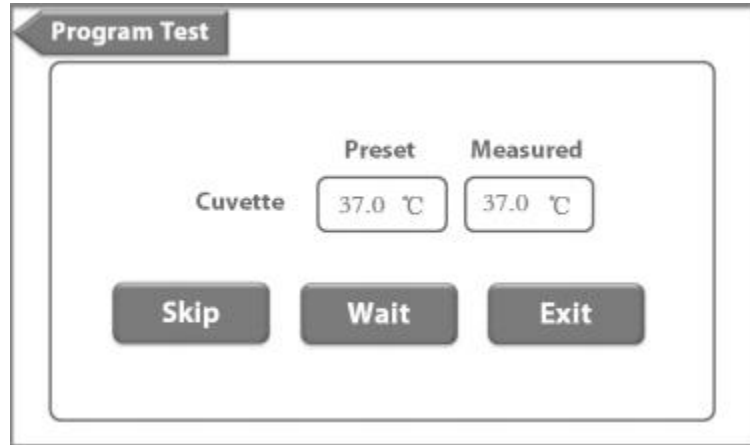 Program Test
Preset Measured
Cuvette 37.0 ℃ 37.0 ℃
Skip Wait Exit